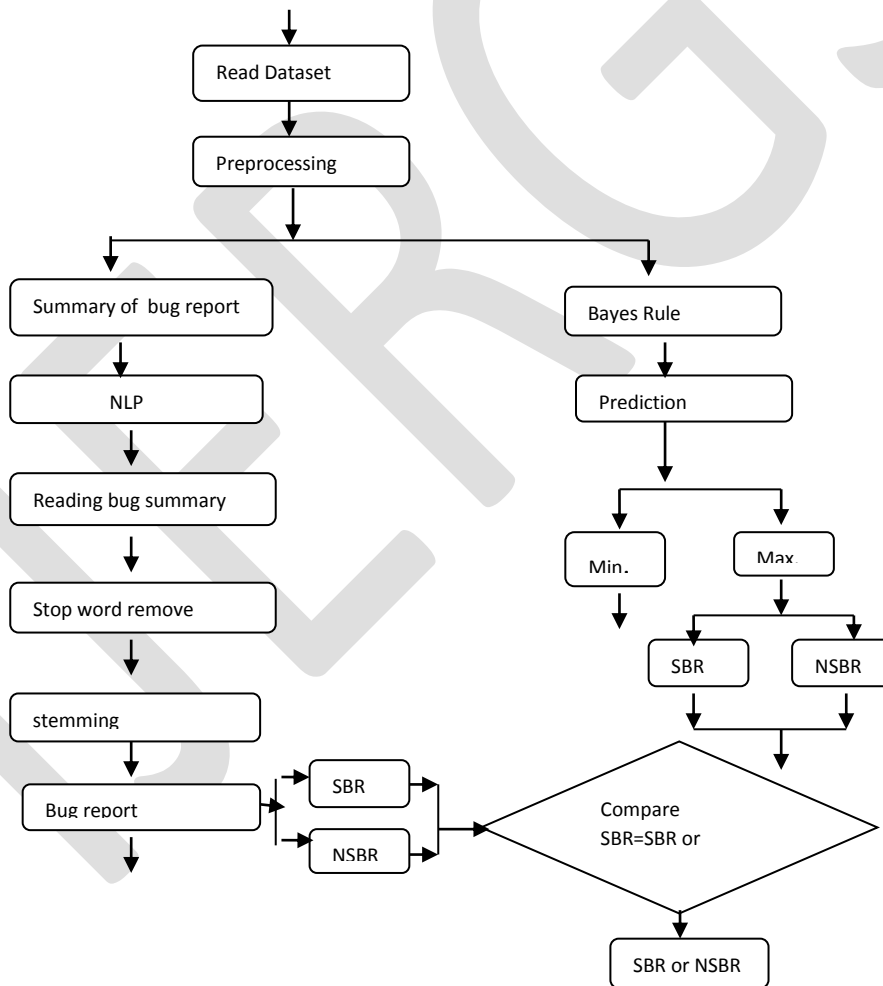 Read Dataset
Preprocessing
Summary of bug report
Bayes Rule
NLP
Prediction
Reading bug summary
Min.
Max.
Stop word remove
SBR
NSBR
stemming
Bug report
SBR
NSBR
Compare
SBR=SBR or
SBR or NSBR